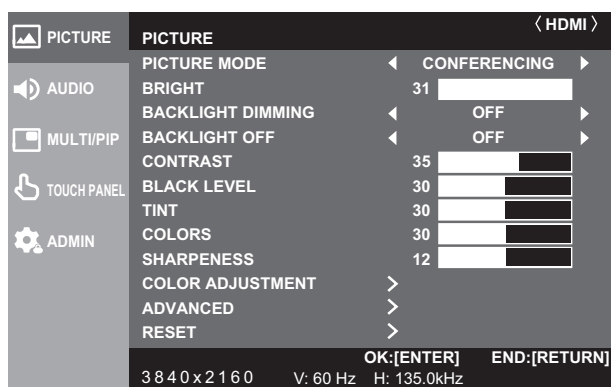 PICTURE
AUDIO
MULTI/PIP
TOUCH PANEL
ADMIN
PICTURE 〈 HDMI 〉
PICTURE MODE CONFERENCING
BRIGHT 31
BACKLIGHT DIMMING OFF
BACKLIGHT OFF OFF
CONTRAST 35
BLACK LEVEL 30
TINT 30
COLORS 30
SHARPENESS 12
COLOR ADJUSTMENT
ADVANCED
RESET
OK:[ENTER] END:[RETURN]
3840x2160 V: 60 Hz H: 135.0kHz